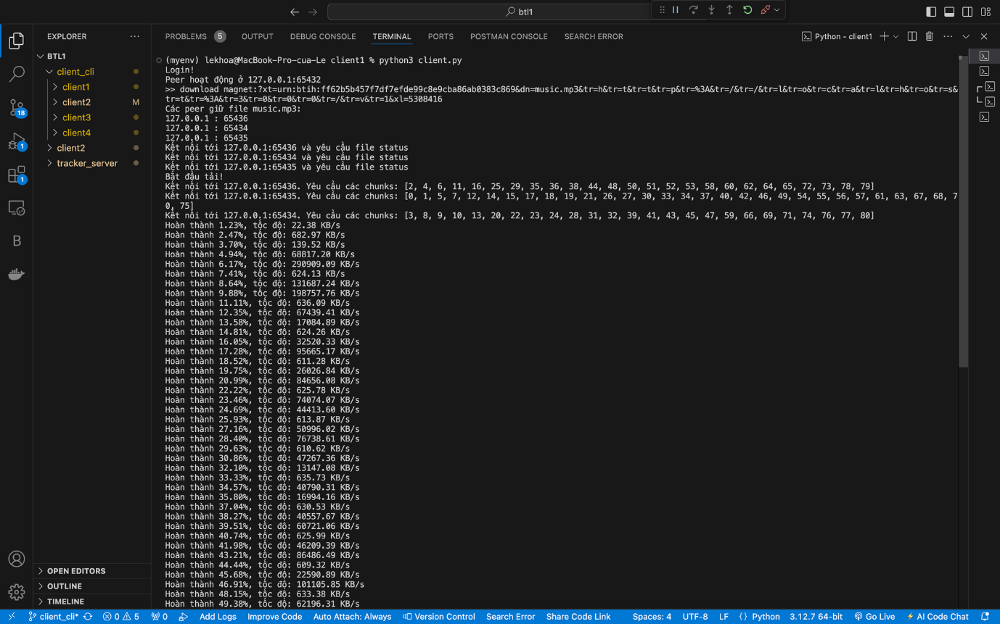 btl1
EXPLORER
BTL1
client_cli
client1
client2 M
client3
client4
client2
tracker_server
OPEN EDITORS
OUTLINE
TIMELINE
18
1
1
B
PROBLEMS 5 OUTPUT DEBUG CONSOLE TERMINAL PORTS POSTMAN CONSOLE SEARCH ERROR
Python - client1
(myenv) lekhoa@MacBook-Pro-cua-Le client1 % python3 client.py
Login!
Peer hoạt động ở 127.0.0.1:65432
>> download magnet:?xt=urn:btih:ff62b5b457f7df7efde99c8e9cba86ab0383c869&dn=music.mp3&tr=h&tr=t&tr=t&tr=p&tr=%3A&tr=/&tr=/&tr=l&tr=o&tr=c&tr=a&tr=l&tr=h&tr=o&tr=s&
tr=t&tr=%3A&tr=3&tr=0&tr=0&tr=0&tr=/&tr=v&tr=1&xl=5308416
Các peer giữ file music.mp3:
127.0.0.1 : 65436
127.0.0.1 : 65434
127.0.0.1 : 65435
Kết nối tới 127.0.0.1:65436 và yêu cầu file status
Kết nối tới 127.0.0.1:65434 và yêu cầu file status
Kết nối tới 127.0.0.1:65435 và yêu cầu file status
Bắt đầu tải!
Kết nối tới 127.0.0.1:65436. Yêu cầu các chunks: [2, 4, 6, 11, 16, 25, 29, 35, 36, 38, 44, 48, 50, 51, 52, 53, 58, 60, 62, 64, 65, 72, 73, 78, 79]
Kết nối tới 127.0.0.1:65435. Yêu cầu các chunks: [0, 1, 5, 7, 12, 14, 15, 17, 18, 19, 21, 26, 27, 30, 33, 34, 37, 40, 42, 46, 49, 54, 55, 56, 57, 61, 63, 67, 68, 7
0, 75]
Kết nối tới 127.0.0.1:65434. Yêu cầu các chunks: [3, 8, 9, 10, 13, 20, 22, 23, 24, 28, 31, 32, 39, 41, 43, 45, 47, 59, 66, 69, 71, 74, 76, 77, 80]
Hoàn thành 1.23%, tốc độ: 22.38 KB/s
Hoàn thành 2.47%, tốc độ: 682.97 KB/s
Hoàn thành 3.70%, tốc độ: 139.52 KB/s
Hoàn thành 4.94%, tốc độ: 68817.20 KB/s
Hoàn thành 6.17%, tốc độ: 290909.09 KB/s
Hoàn thành 7.41%, tốc độ: 624.13 KB/s
Hoàn thành 8.64%, tốc độ: 131687.24 KB/s
Hoàn thành 9.88%, tốc độ: 198757.76 KB/s
Hoàn thành 11.11%, tốc độ: 636.09 KB/s
Hoàn thành 12.35%, tốc độ: 67439.41 KB/s
Hoàn thành 13.58%, tốc độ: 17084.89 KB/s
Hoàn thành 14.81%, tốc độ: 624.26 KB/s
Hoàn thành 16.05%, tốc độ: 32520.33 KB/s
Hoàn thành 17.28%, tốc độ: 95665.17 KB/s
Hoàn thành 18.52%, tốc độ: 611.28 KB/s
Hoàn thành 19.75%, tốc độ: 26026.84 KB/s
Hoàn thành 20.99%, tốc độ: 84656.08 KB/s
Hoàn thành 22.22%, tốc độ: 625.78 KB/s
Hoàn thành 23.46%, tốc độ: 74074.07 KB/s
Hoàn thành 24.69%, tốc độ: 44413.60 KB/s
Hoàn thành 25.93%, tốc độ: 613.87 KB/s
Hoàn thành 27.16%, tốc độ: 50996.02 KB/s
Hoàn thành 28.40%, tốc độ: 76738.61 KB/s
Hoàn thành 29.63%, tốc độ: 610.62 KB/s
Hoàn thành 30.86%, tốc độ: 47267.36 KB/s
Hoàn thành 32.10%, tốc độ: 13147.08 KB/s
Hoàn thành 33.33%, tốc độ: 635.73 KB/s
Hoàn thành 34.57%, tốc độ: 40790.31 KB/s
Hoàn thành 35.80%, tốc độ: 16994.16 KB/s
Hoàn thành 37.04%, tốc độ: 630.53 KB/s
Hoàn thành 38.27%, tốc độ: 40557.67 KB/s
Hoàn thành 39.51%, tốc độ: 60721.06 KB/s
Hoàn thành 40.74%, tốc độ: 625.99 KB/s
Hoàn thành 41.98%, tốc độ: 46209.39 KB/s
Hoàn thành 43.21%, tốc độ: 86486.49 KB/s
Hoàn thành 44.44%, tốc độ: 609.32 KB/s
Hoàn thành 45.68%, tốc độ: 22590.89 KB/s
Hoàn thành 46.91%, tốc độ: 101105.85 KB/s
Hoàn thành 48.15%, tốc độ: 633.38 KB/s
Hoàn thành 49.38%, tốc độ: 62196.31 KB/s
client_cli* 0 5 0 Add Logs Improve Code Auto Attach: Always Version Control Search Error Share Code Link Spaces: 4 UTF-8 LF {} Python 3.12.7 64-bit Go Live AI Code Chat